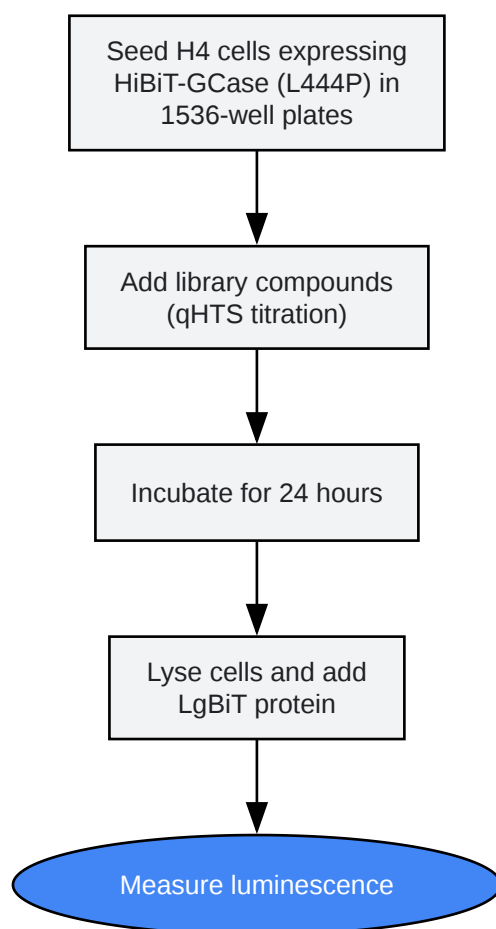 Seed H4 cells expressing
HiBiT-GCase (L444P) in
1536-well plates
Add library compounds
(qHTS titration)
Incubate for 24 hours
Lyse cells and add
LgBiT protein
Measure luminescence